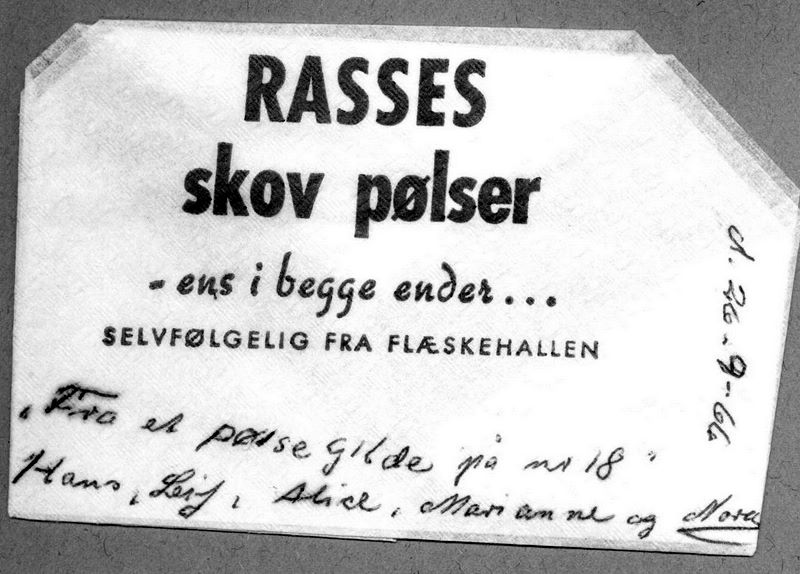 RASSES
skov pølser
- ens i begge ender...
SELVFØLGELIG FRA FLÆSKEHALLEN
"Fra et pølse gilde på nr 18"
Hans, Leif, Alice, Marianne og Nora
d. 26-9-66